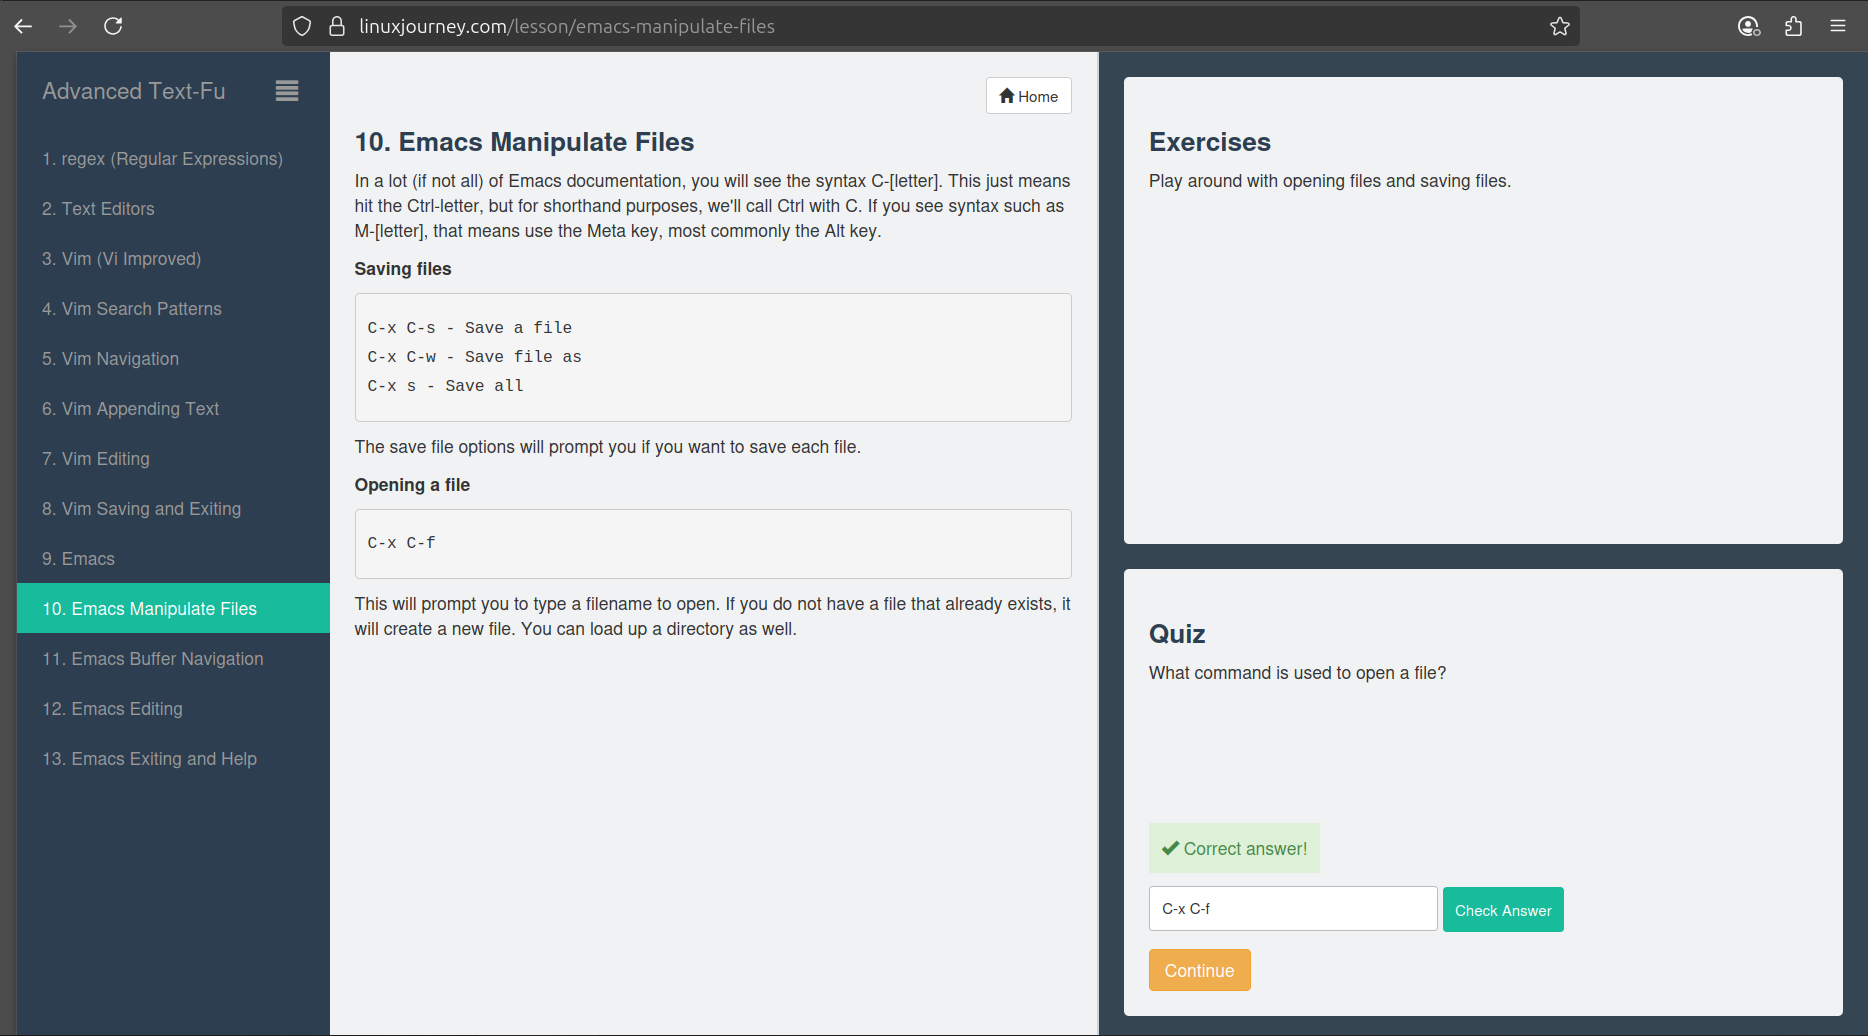 linuxjourney.com/lesson/emacs-manipulate-files
Advanced Text-Fu
1. regex (Regular Expressions)
2. Text Editors
3. Vim (Vi Improved)
4. Vim Search Patterns
5. Vim Navigation
6. Vim Appending Text
7. Vim Editing
8. Vim Saving and Exiting
9. Emacs
10. Emacs Manipulate Files
11. Emacs Buffer Navigation
12. Emacs Editing
13. Emacs Exiting and Help
Home
10. Emacs Manipulate Files
In a lot (if not all) of Emacs documentation, you will see the syntax C-[letter]. This just means
hit the Ctrl-letter, but for shorthand purposes, we'll call Ctrl with C. If you see syntax such as
M-[letter], that means use the Meta key, most commonly the Alt key.
Saving files
C-x C-s - Save a file
C-x C-w - Save file as
C-x s - Save all
The save file options will prompt you if you want to save each file.
Opening a file
C-x C-f
This will prompt you to type a filename to open. If you do not have a file that already exists, it
will create a new file. You can load up a directory as well.
Exercises
Play around with opening files and saving files.
Quiz
What command is used to open a file?
Correct answer!
C-x C-f
Check Answer
Continue